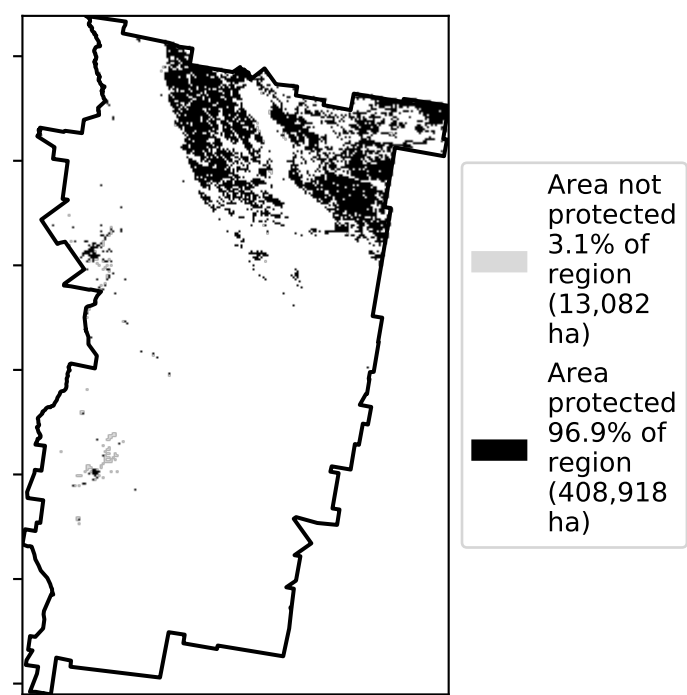 Area not
protected
3.1% of
region
(13,082
ha)
Area
protected
96.9% of
region
(408,918
ha)